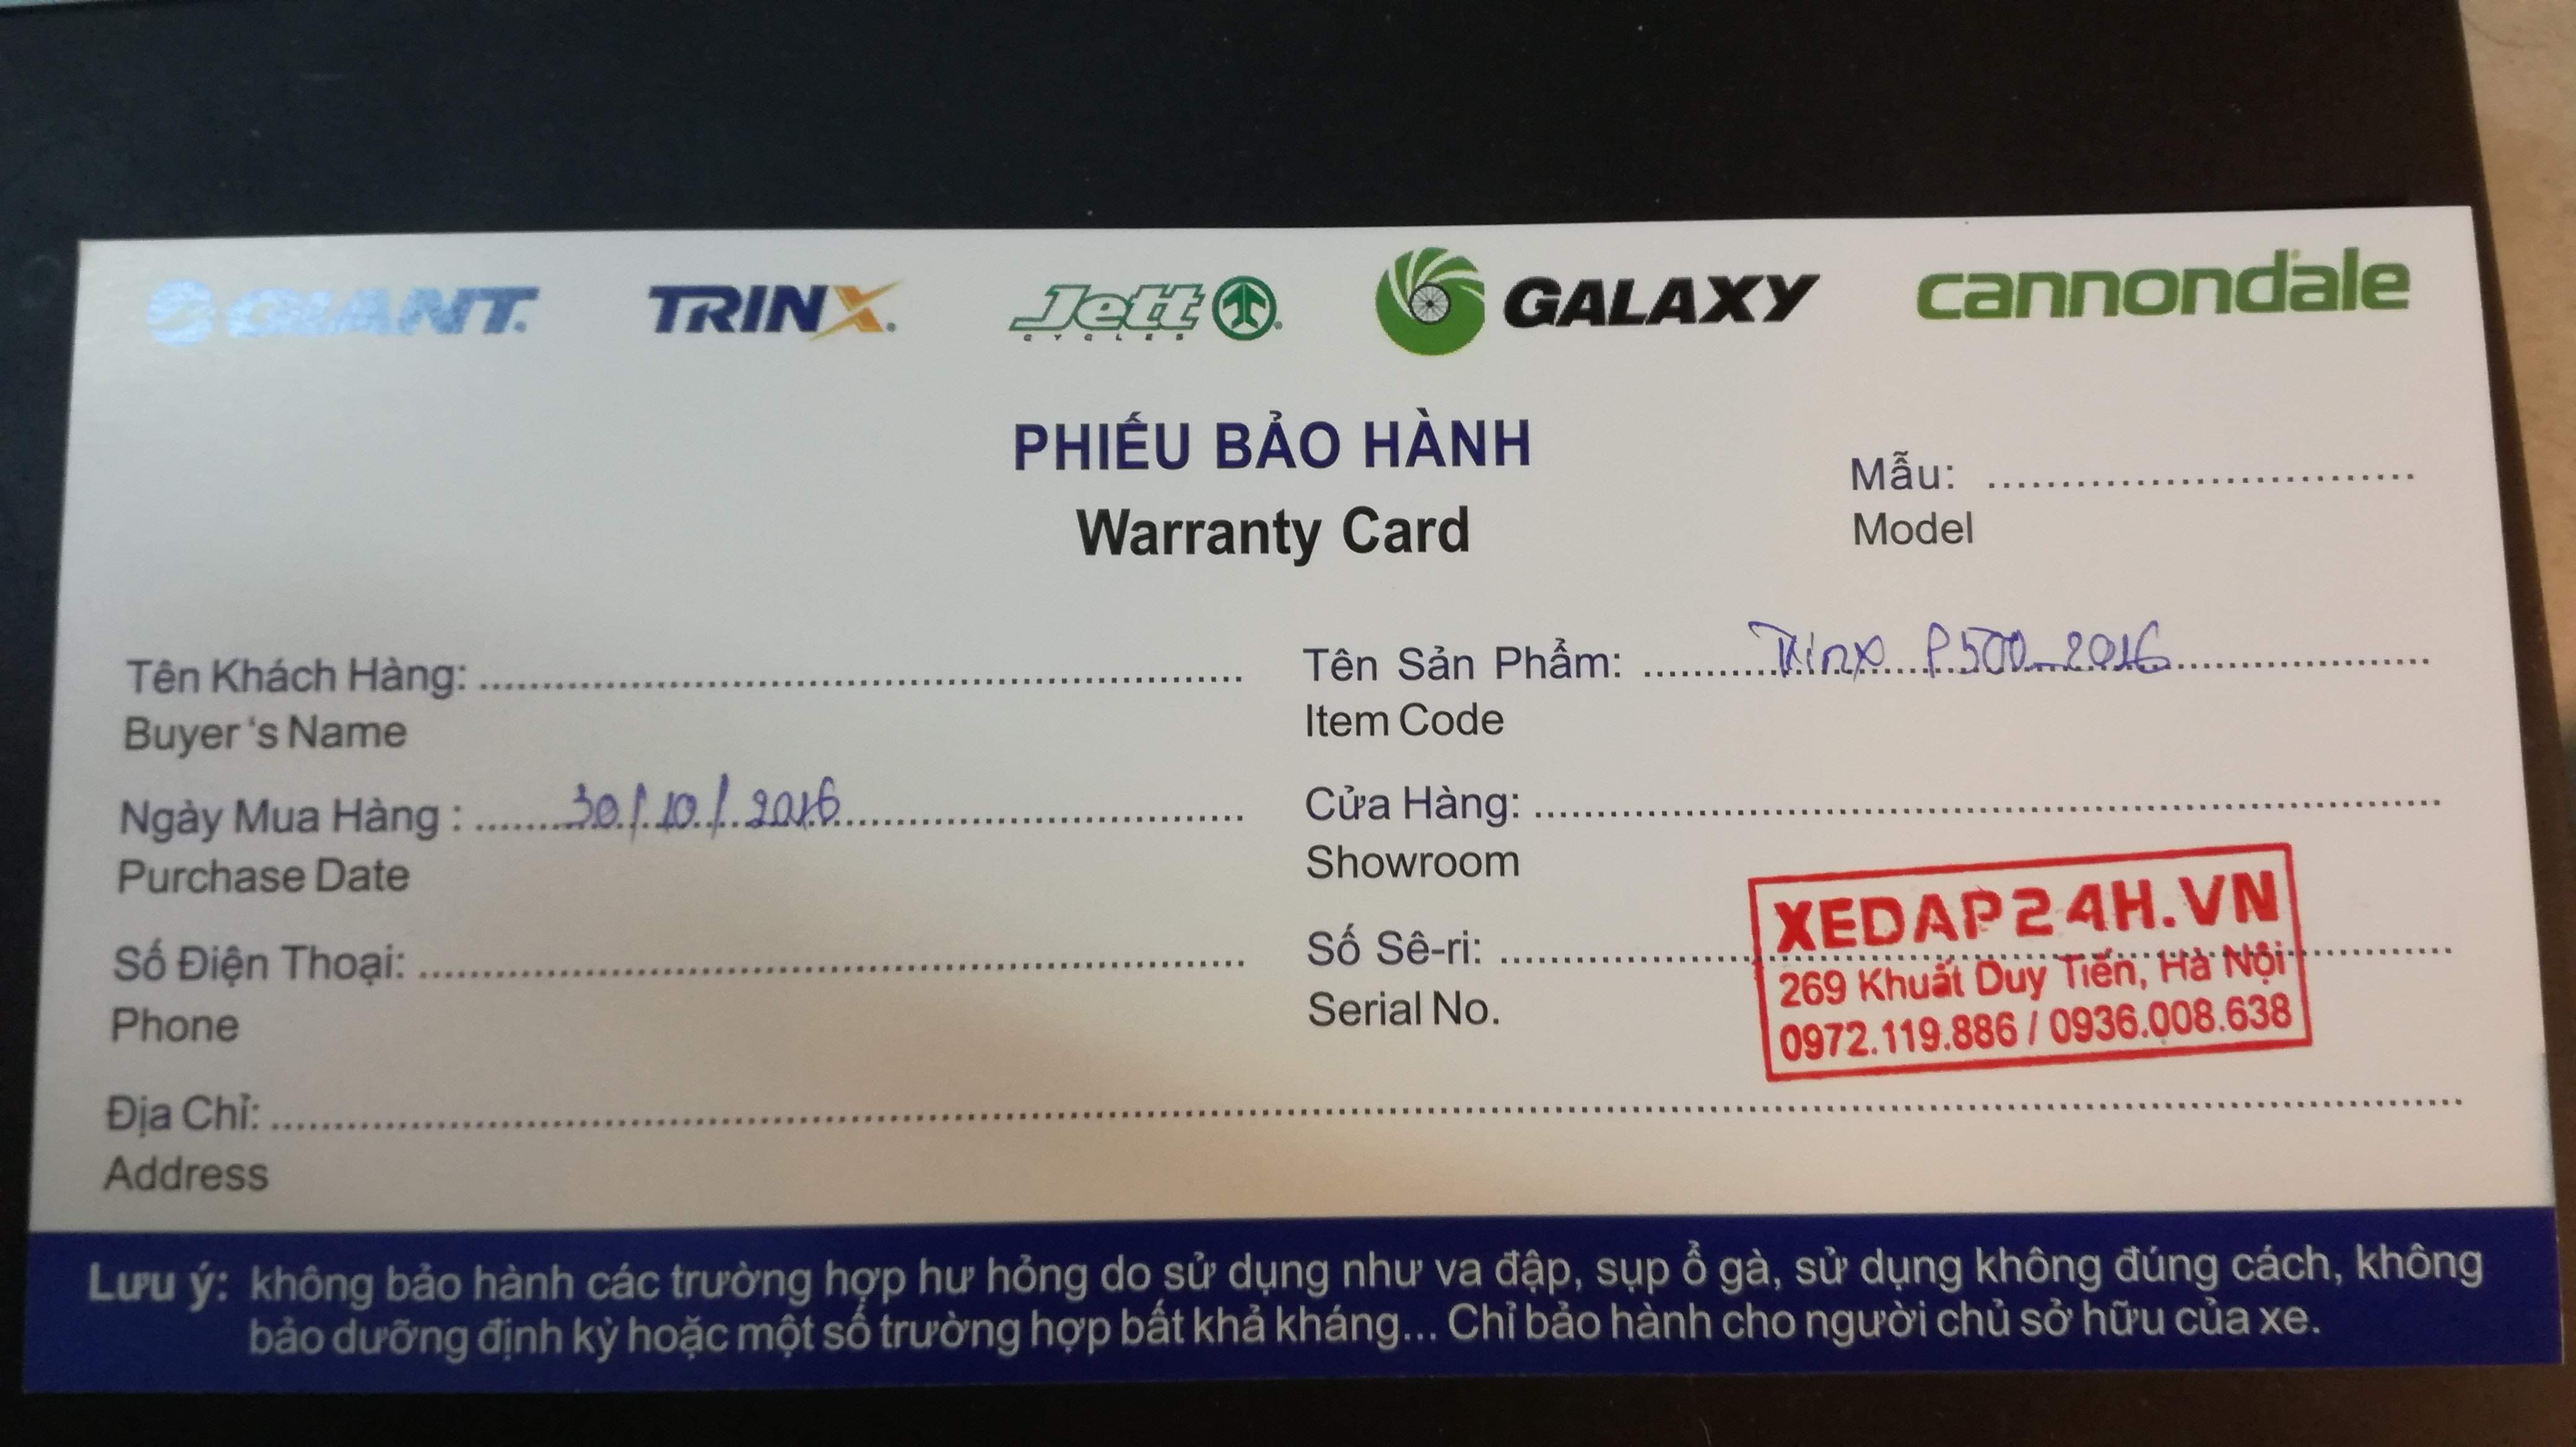 GIANT. TRINX. Jett CYCLES GALAXY cannondale
PHIẾU BẢO HÀNH
Warranty Card
Mẫu: ..............................
Model
Tên Khách Hàng: ..............................
Buyer 's Name
Tên Sản Phẩm: .......... Trinx P500 2016 ..........
Item Code
Ngày Mua Hàng : .......... 30/10/2016 ..........
Purchase Date
Cửa Hàng: ..............................
Showroom
Số Điện Thoại: ..............................
Phone
Số Sê-ri: ..............................
Serial No.
XEDAP24H.VN
269 Khuất Duy Tiến, Hà Nội
0972.119.886 / 0936.008.638
Địa Chỉ: ..............................
Address
Lưu ý: không bảo hành các trường hợp hư hỏng do sử dụng như va đập, sụp ổ gà, sử dụng không đúng cách, không
bảo dưỡng định kỳ hoặc một số trường hợp bất khả kháng... Chỉ bảo hành cho người chủ sở hữu của xe.